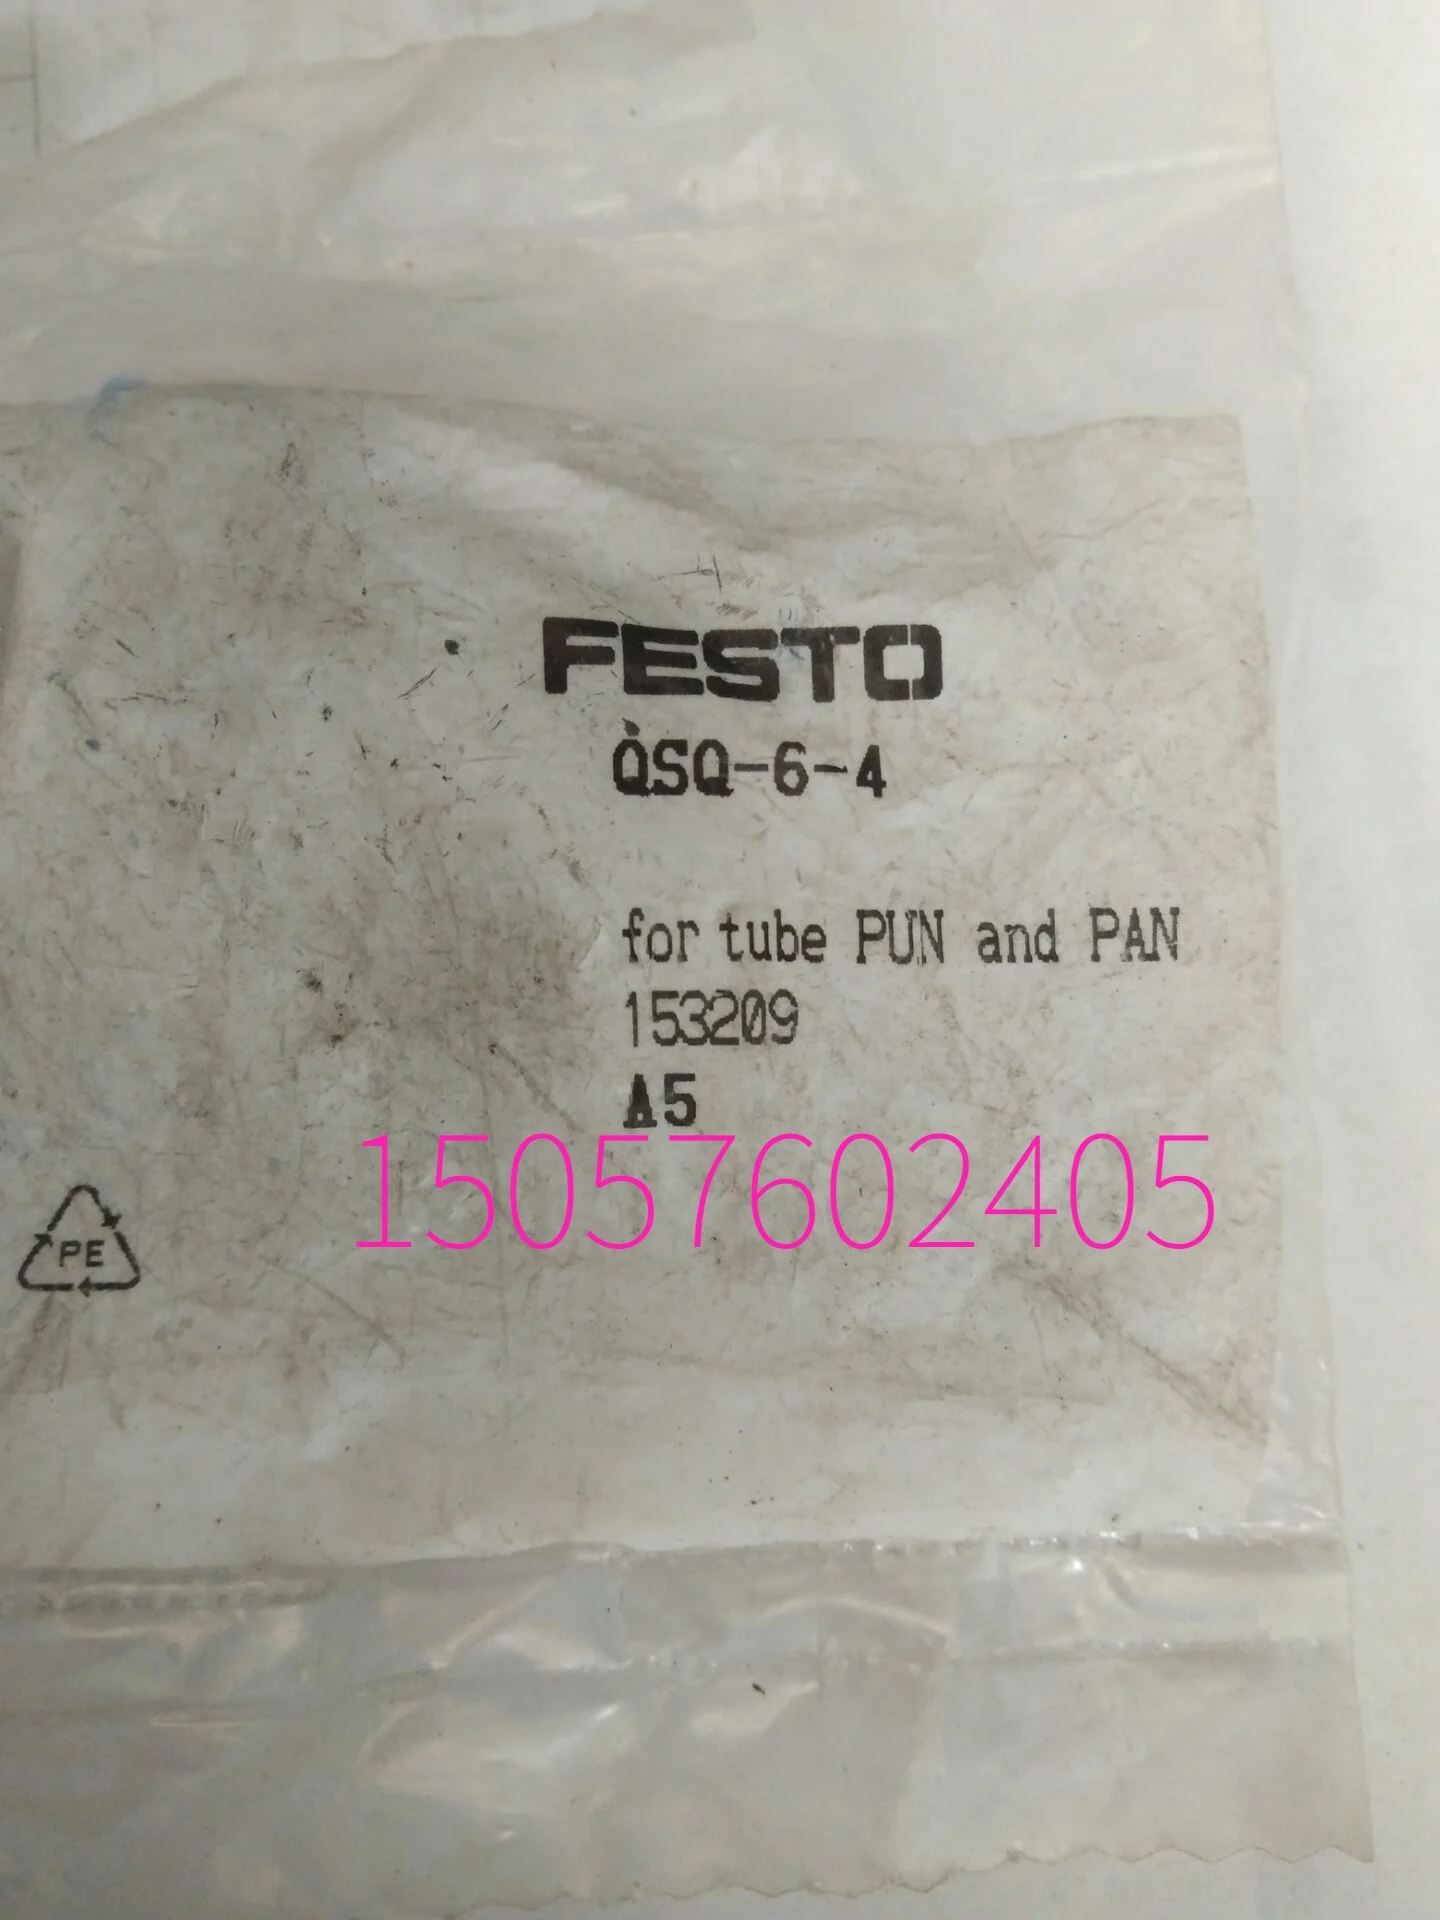 FESTO
QSQ-6-4
for tube PUN and PAN
153209
A5
15057602405
PE